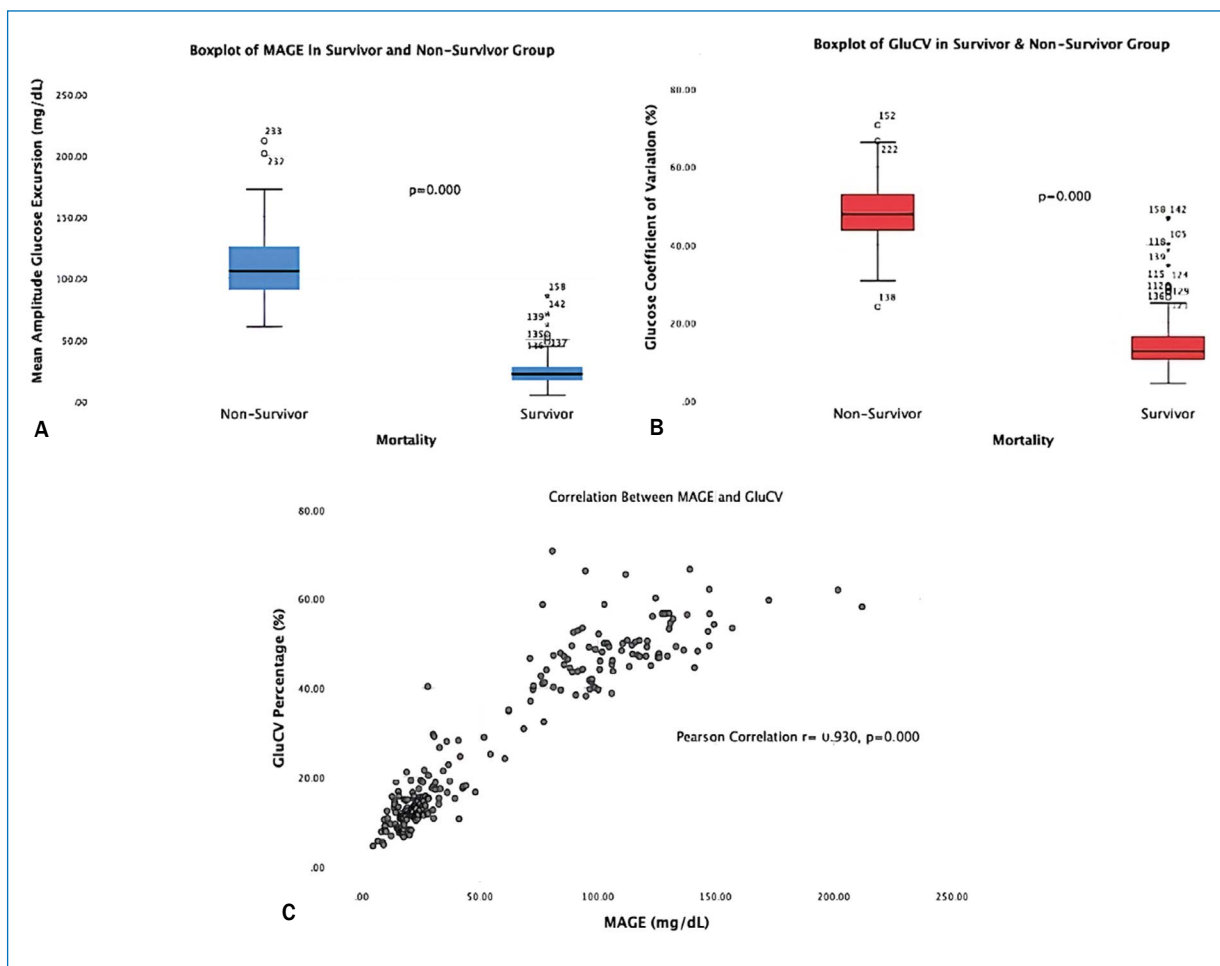 Boxplot of MAGE In Survivor and Non-Survivor Group
Mean Amplitude Glucose Excursion (mg/dL)
250.00
200.00
150.00
100.00
50.00
.00
233
232
p=0.000
158
142
139
135
137
Non-Survivor
Survivor
A
Mortality
Boxplot of GluCV in Survivor & Non-Survivor Group
Glucose Coefficient of Variation (%)
80.00
60.00
40.00
20.00
.00
152
222
138
p=0.000
158 142
105
118
139
115 124
112
129
136
Non-Survivor
Survivor
B
Mortality
Correlation Between MAGE and GluCV
GluCV Percentage (%)
80.00
60.00
40.00
20.00
.00
Pearson Correlation r= 0.930, p=0.000
.00 50.00 100.00 150.00 200.00 250.00
C
MAGE (mg/dL)